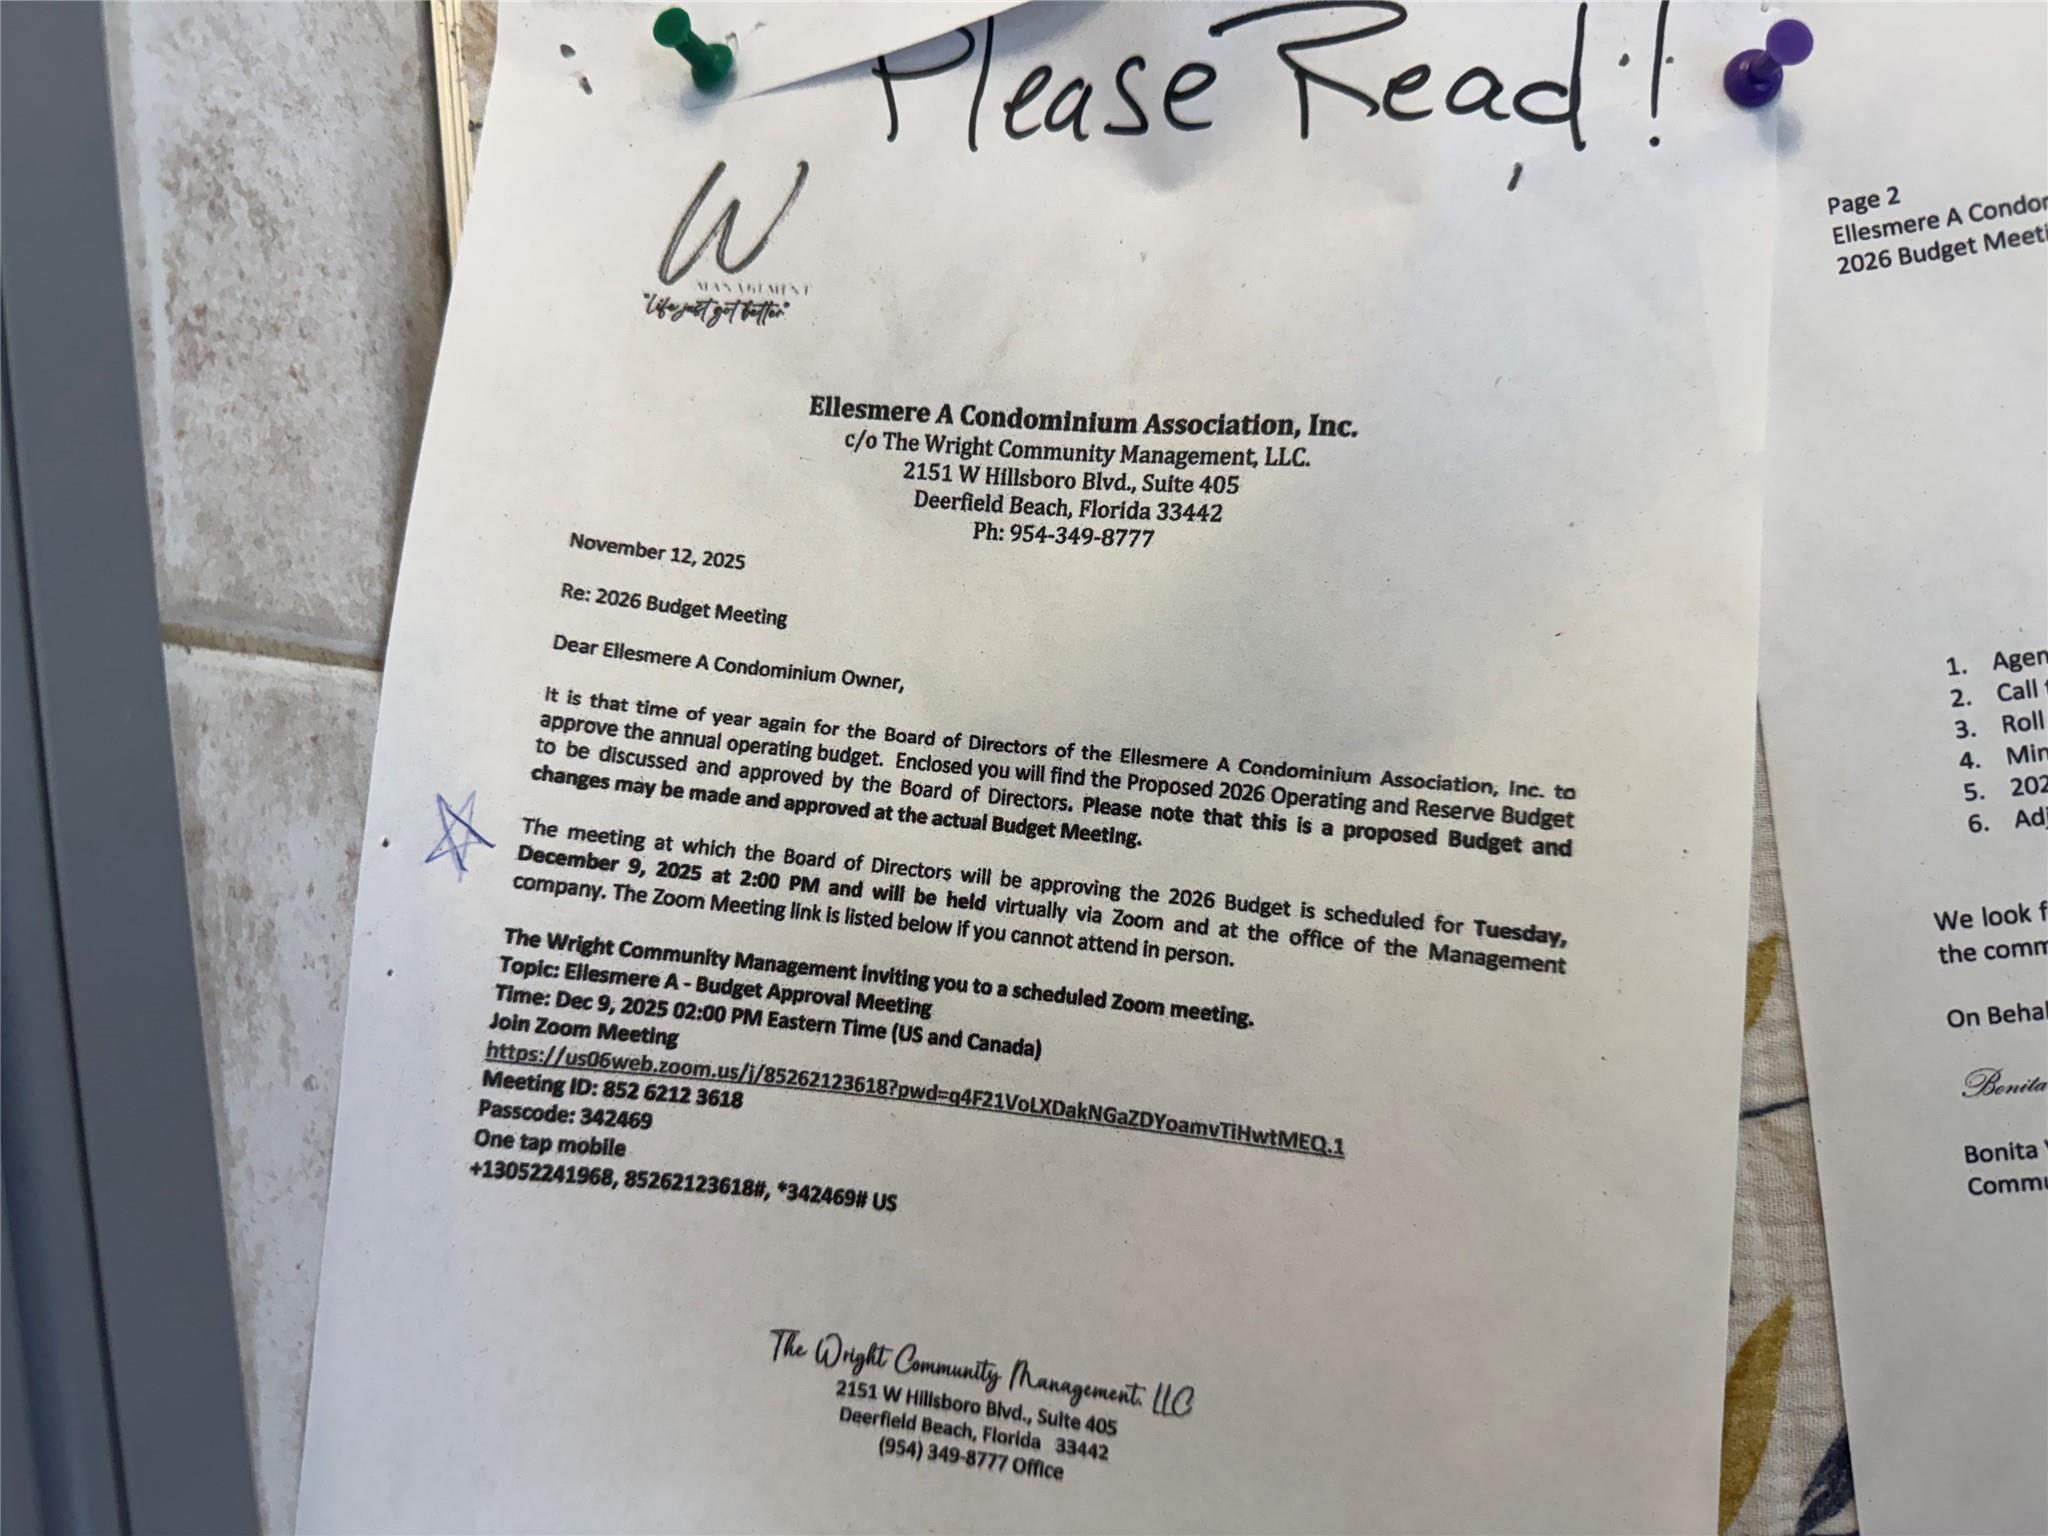 Please Read!
W
MANAGEMENT
"Life just got better"
Ellesmere A Condominium Association, Inc.
c/o The Wright Community Management, LLC.
2151 W Hillsboro Blvd., Suite 405
Deerfield Beach, Florida 33442
Ph: 954-349-8777
November 12, 2025
Re: 2026 Budget Meeting
Dear Ellesmere A Condominium Owner,
It is that time of year again for the Board of Directors of the Ellesmere A Condominium Association, Inc. to
approve the annual operating budget. Enclosed you will find the Proposed 2026 Operating and Reserve Budget
to be discussed and approved by the Board of Directors. Please note that this is a proposed Budget and
changes may be made and approved at the actual Budget Meeting.
The meeting at which the Board of Directors will be approving the 2026 Budget is scheduled for Tuesday,
December 9, 2025 at 2:00 PM and will be held virtually via Zoom and at the office of the Management
company. The Zoom Meeting link is listed below if you cannot attend in person.
The Wright Community Management inviting you to a scheduled Zoom meeting.
Topic: Ellesmere A - Budget Approval Meeting
Time: Dec 9, 2025 02:00 PM Eastern Time (US and Canada)
Join Zoom Meeting
https://us06web.zoom.us/j/85262123618?pwd=q4F21VoLXDakNGaZDYoamvTiHwtMEQ.1
Meeting ID: 852 6212 3618
Passcode: 342469
One tap mobile
+13052241968, 85262123618#, *342469# US
The Wright Community Management, LLC
2151 W Hillsboro Blvd., Suite 405
Deerfield Beach, Florida 33442
(954) 349-8777 Office
Page 2
Ellesmere A
2026 Budget
1.
2. Call
3. Roll
4.
5.
6.
We look
the
On
Bonita
Bonita